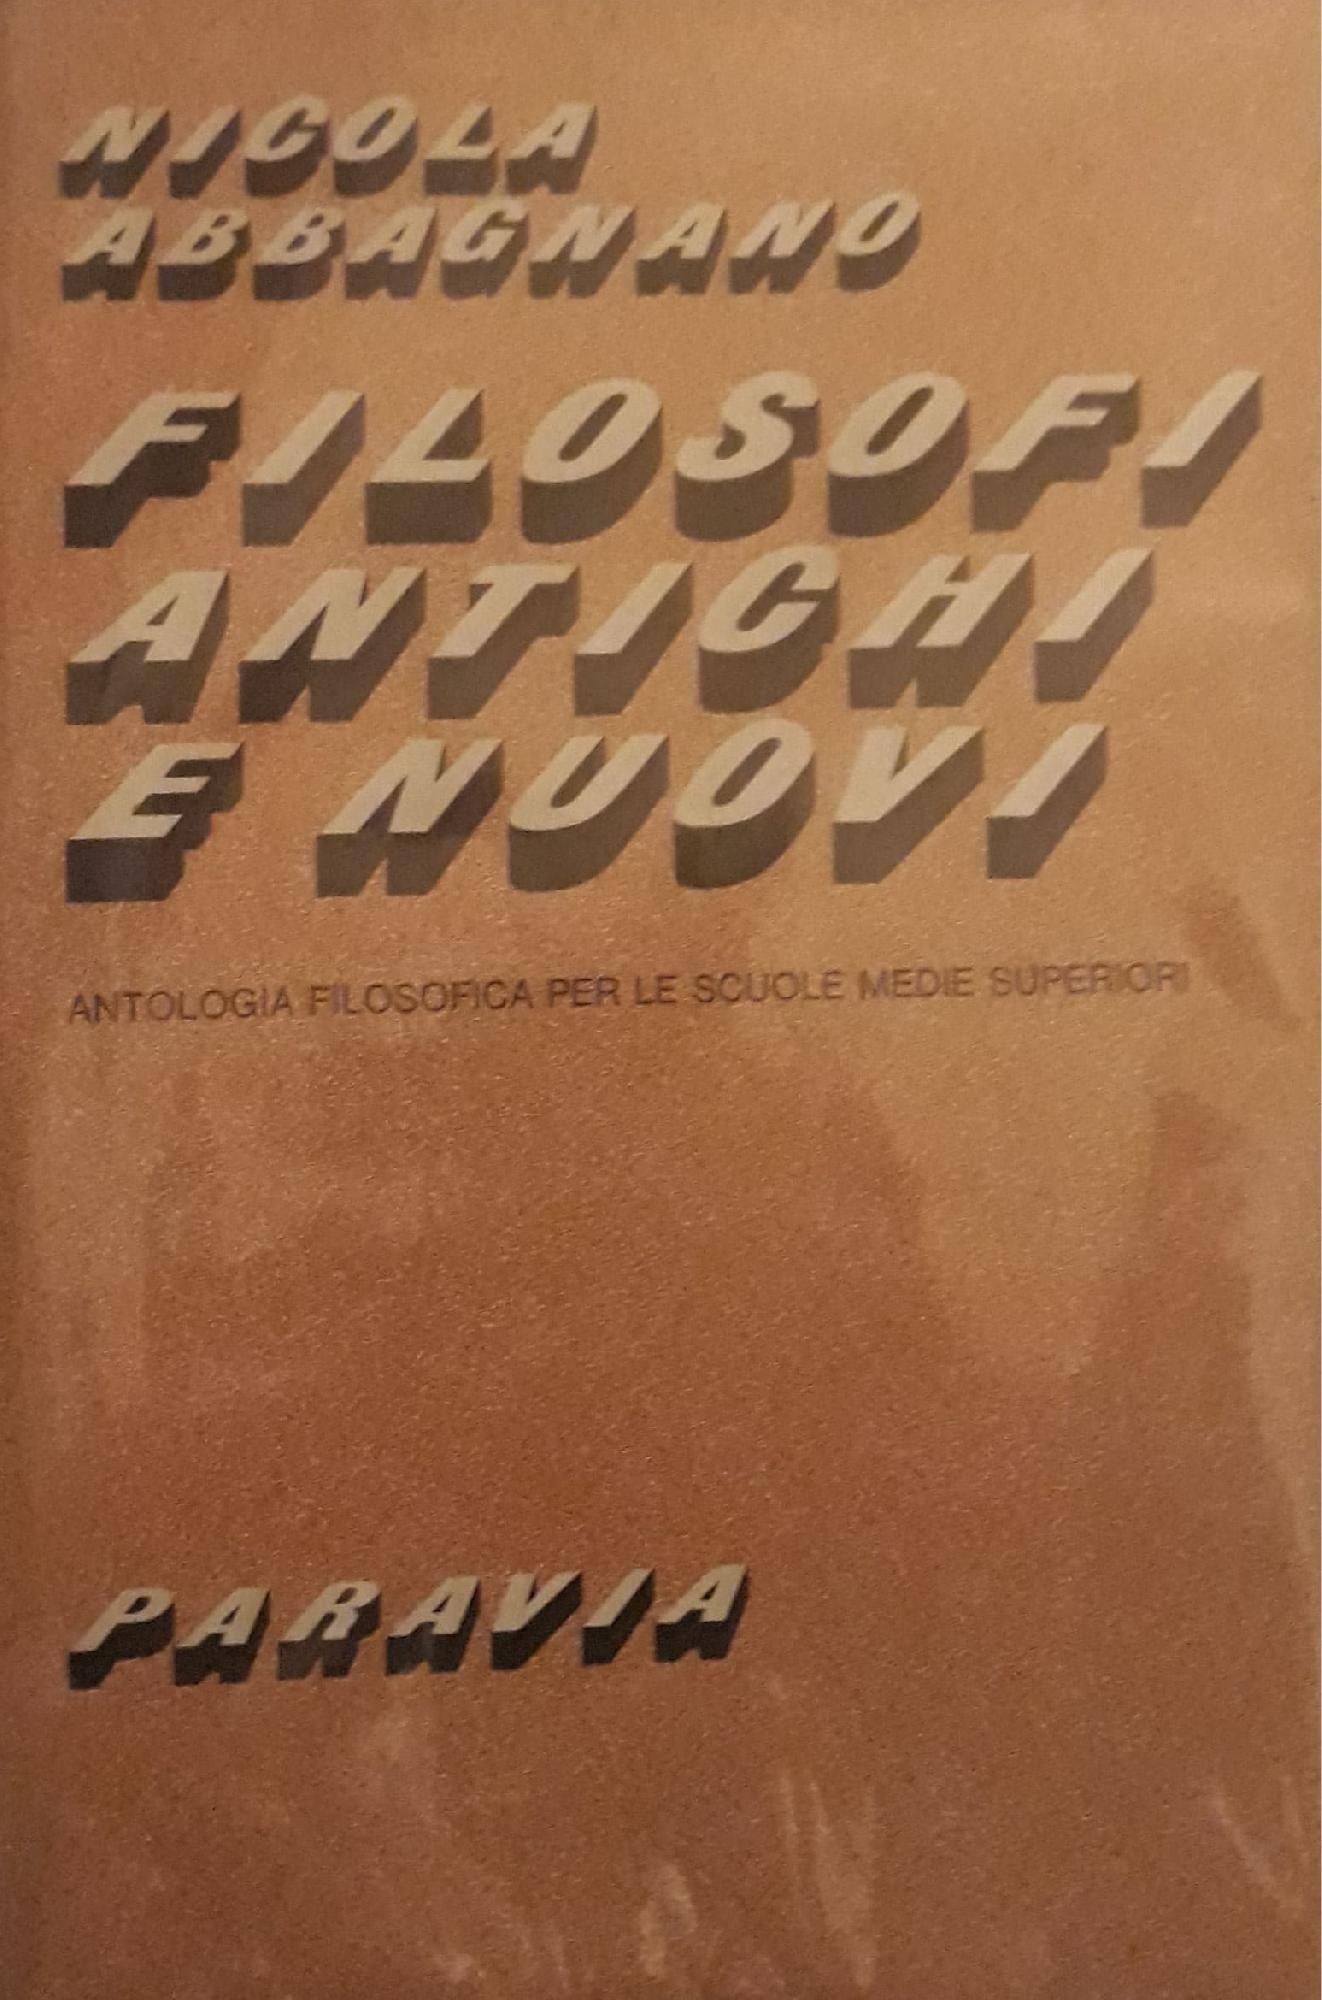 NICOLA
ABBAGNANO
FILOSOFI
ANTICHI
E NUOVI
ANTOLOGIA FILOSOFICA PER LE SCUOLE MEDIE SUPERIORI
PARAVIA